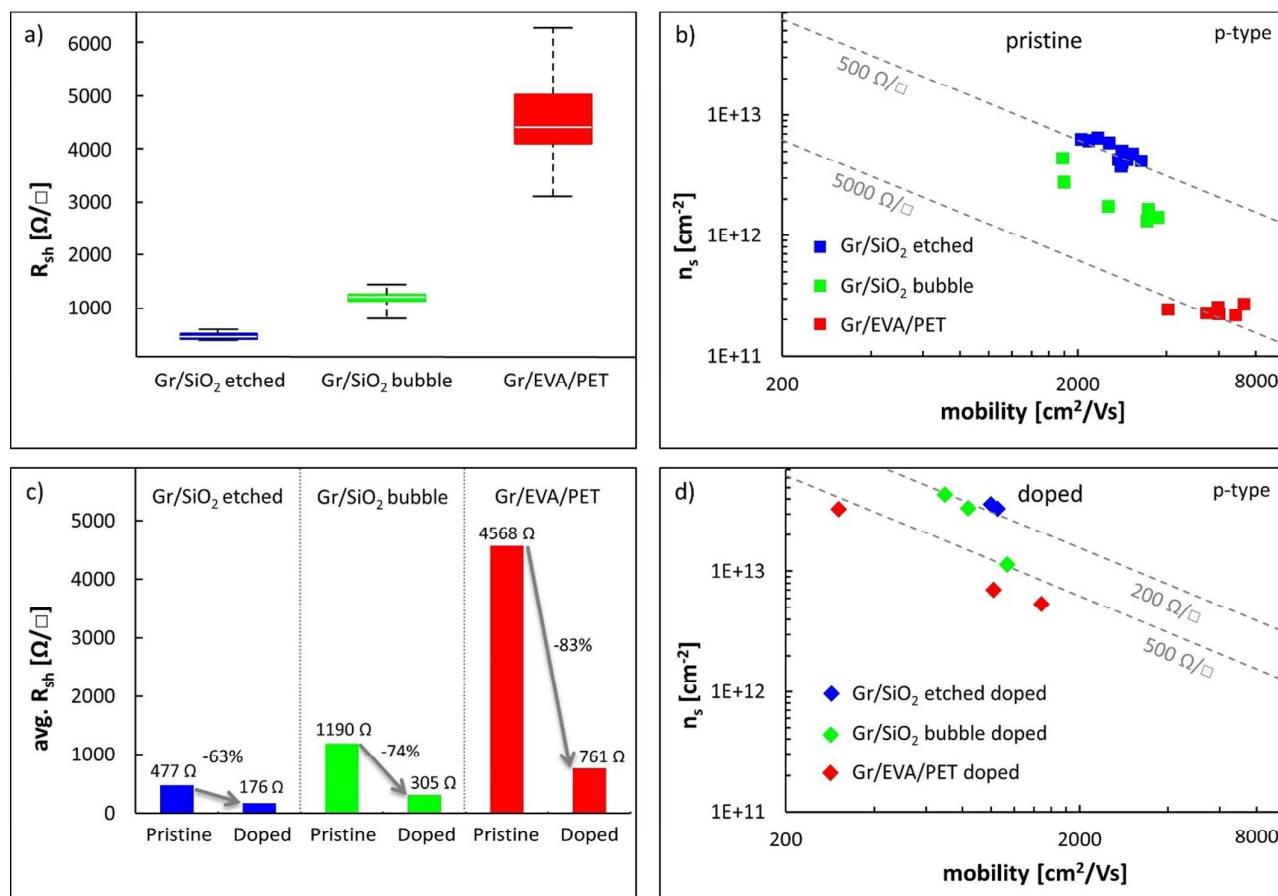 a)
6000
5000
4000
3000
2000
1000
R_sh [Ω/□]
Gr/SiO₂ etched
Gr/SiO₂ bubble
Gr/EVA/PET
b)
pristine
p-type
500 Ω/□
5000 Ω/□
1E+13
1E+12
1E+11
n_s [cm⁻²]
Gr/SiO₂ etched
Gr/SiO₂ bubble
Gr/EVA/PET
200
2000
8000
mobility [cm²/Vs]
c)
Gr/SiO₂ etched
Gr/SiO₂ bubble
Gr/EVA/PET
5000
4000
3000
2000
1000
0
avg. R_sh [Ω/□]
477 Ω
-63%
176 Ω
1190 Ω
-74%
305 Ω
4568 Ω
-83%
761 Ω
Pristine
Doped
Pristine
Doped
Pristine
Doped
d)
doped
p-type
200 Ω/□
500 Ω/□
1E+13
1E+12
1E+11
n_s [cm⁻²]
Gr/SiO₂ etched doped
Gr/SiO₂ bubble doped
Gr/EVA/PET doped
200
2000
8000
mobility [cm²/Vs]